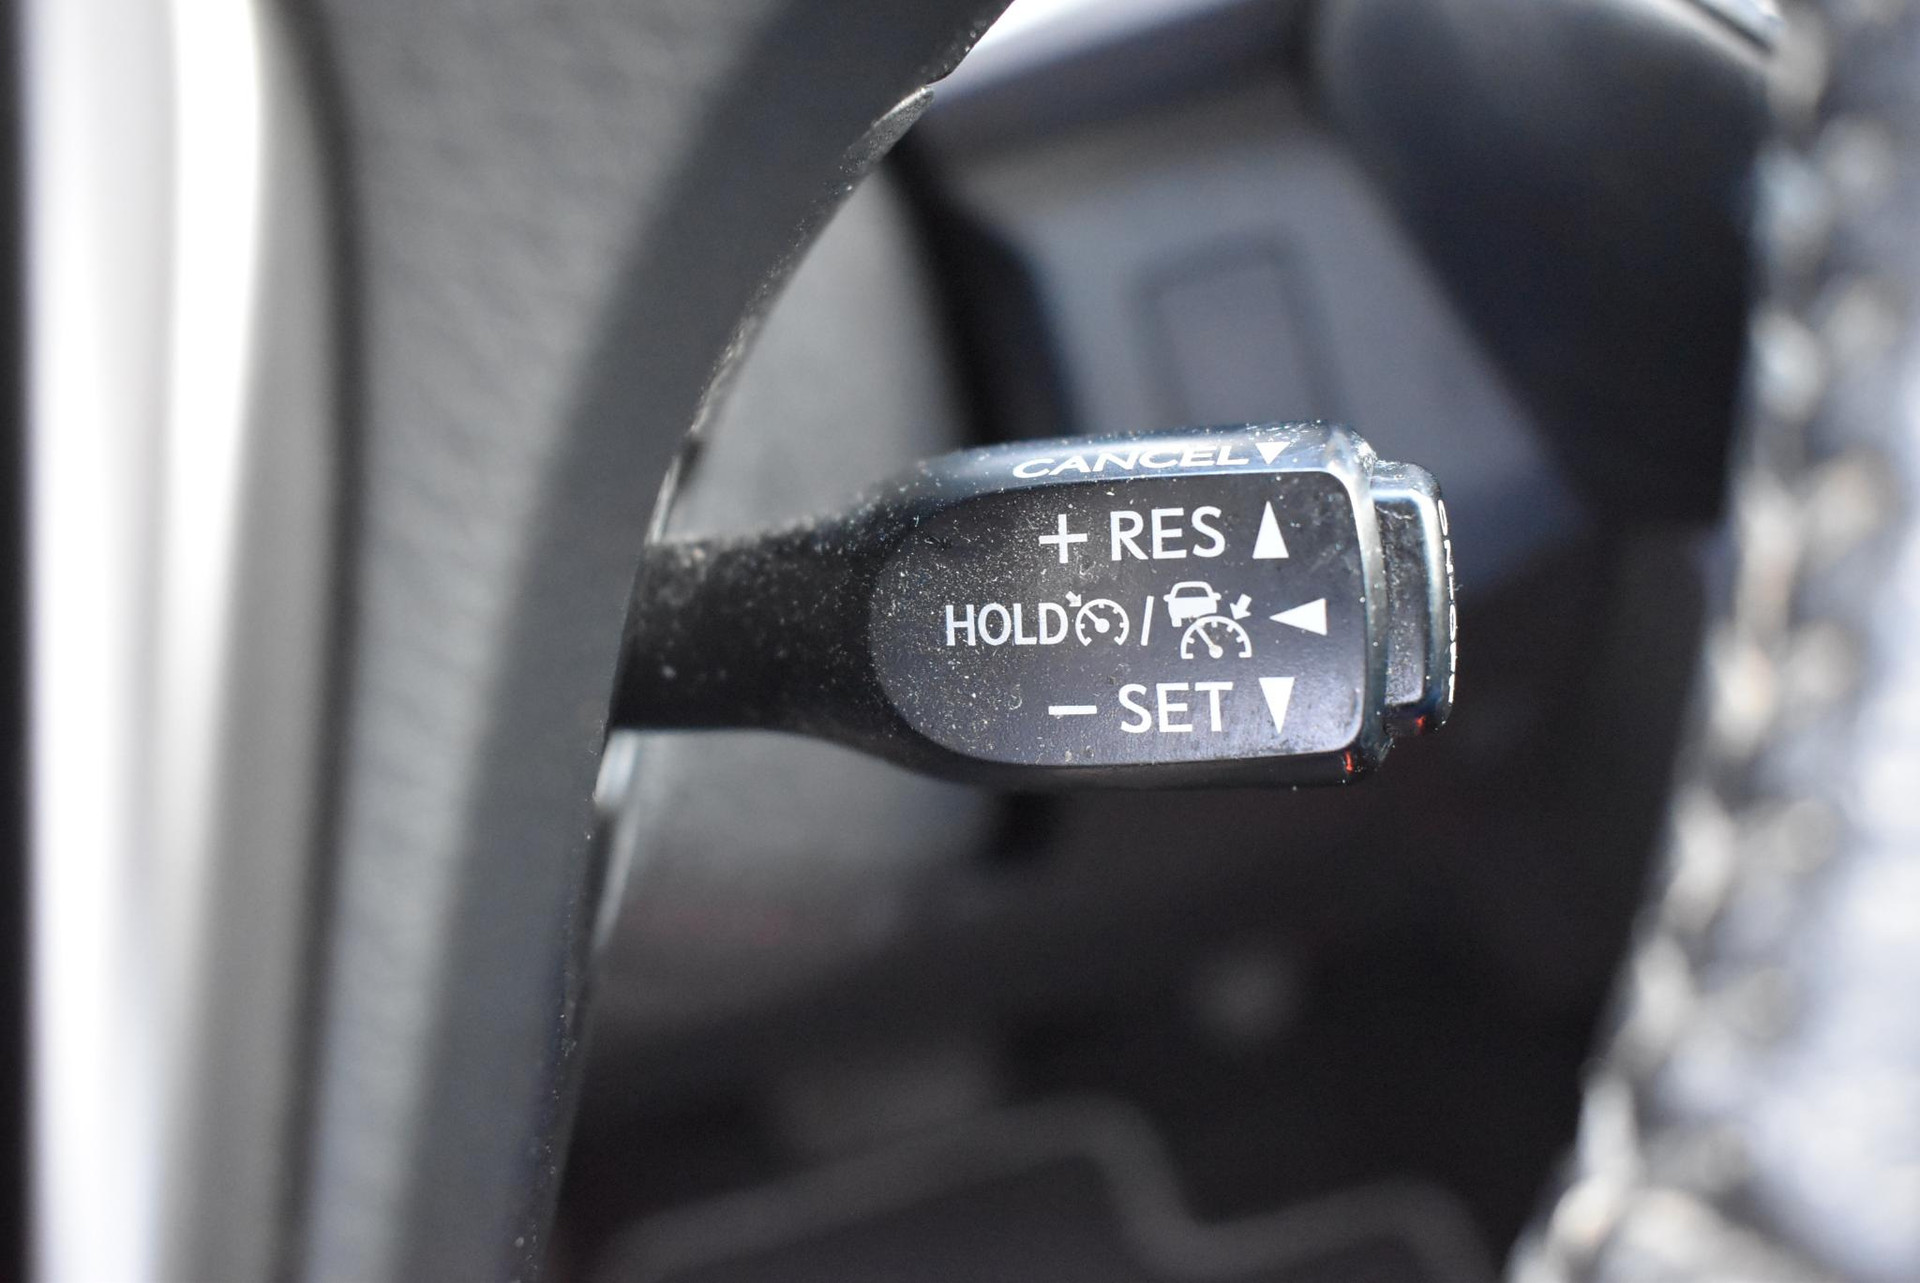 CANCEL
+ RES
HOLD /
– SET